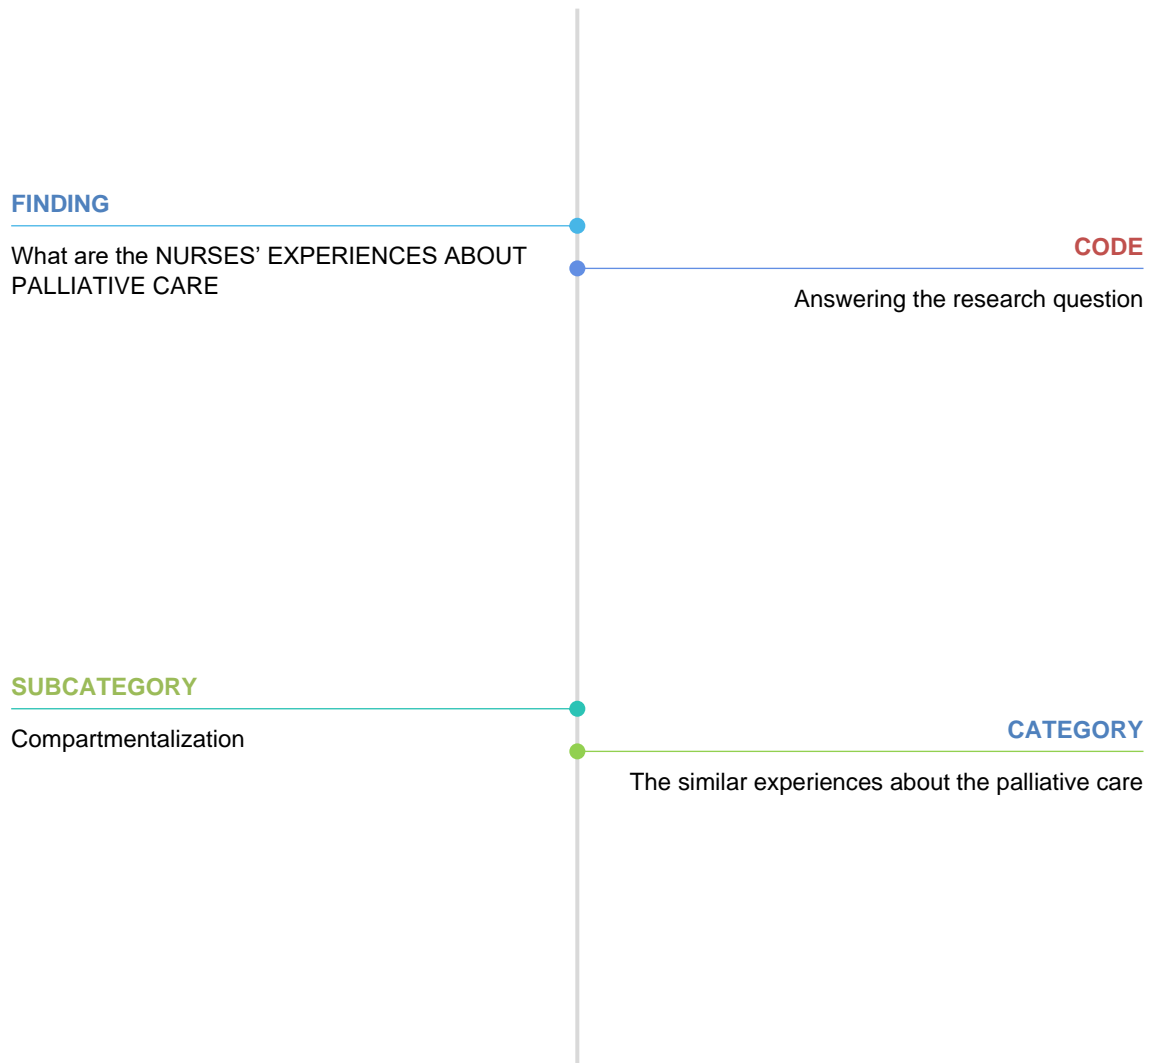 FINDING
What are the NURSES’ EXPERIENCES ABOUT
PALLIATIVE CARE
CODE
Answering the research question
SUBCATEGORY
Compartmentalization
CATEGORY
The similar experiences about the palliative care